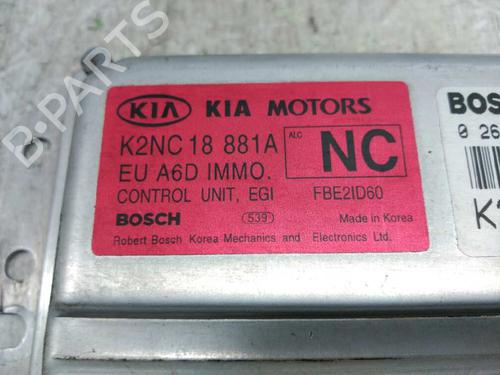 KIA KIA MOTORS
K2NC 18 881A
ALC
NC
EU A6D IMMO.
CONTROL UNIT, EGI FBE2ID60
BOSCH 539 Made in Korea
Robert Bosch Korea Mechanics and Electronics Ltd.
BOS
0 26
K2
B-PARTS